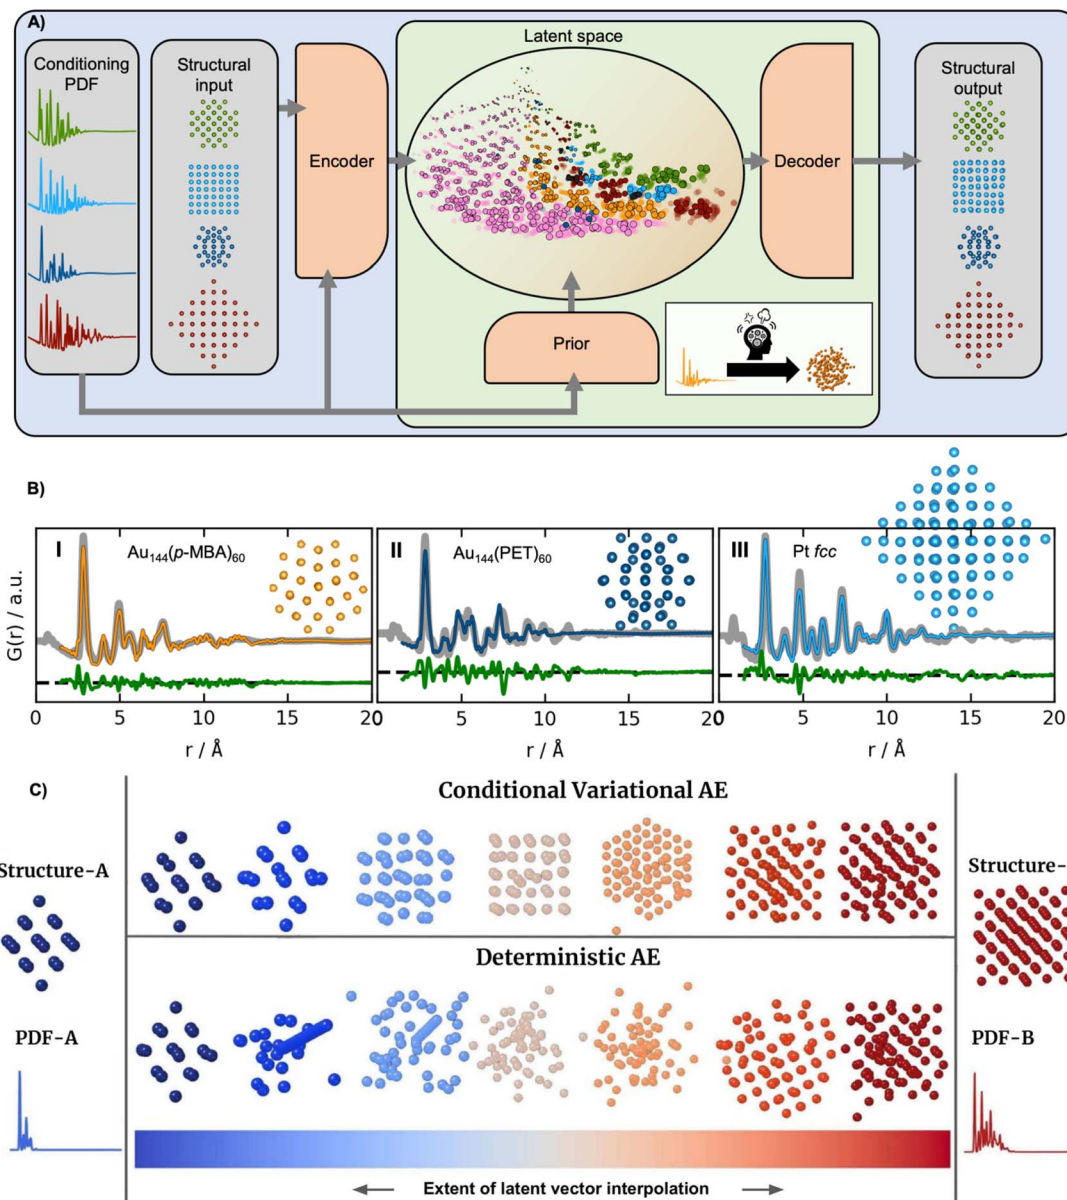 A)
Conditioning
PDF
Structural
input
Encoder
Latent space
Decoder
Structural
output
Prior
B)
G(r) / a.u.
I
Au₁₄₄(p-MBA)₆₀
0
5
10
15
20
r / Å
II
Au₁₄₄(PET)₆₀
5
10
15
20
r / Å
III
Pt fcc
0
5
10
15
20
r / Å
C)
Conditional Variational AE
Structure-A
Structure-
Deterministic AE
PDF-A
PDF-B
Extent of latent vector interpolation